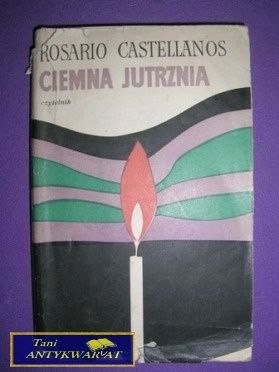 ROSARIO CASTELLANOS
CIEMNA JUTRZNIA
czytelnik
Tani
ANTYKWARIAT